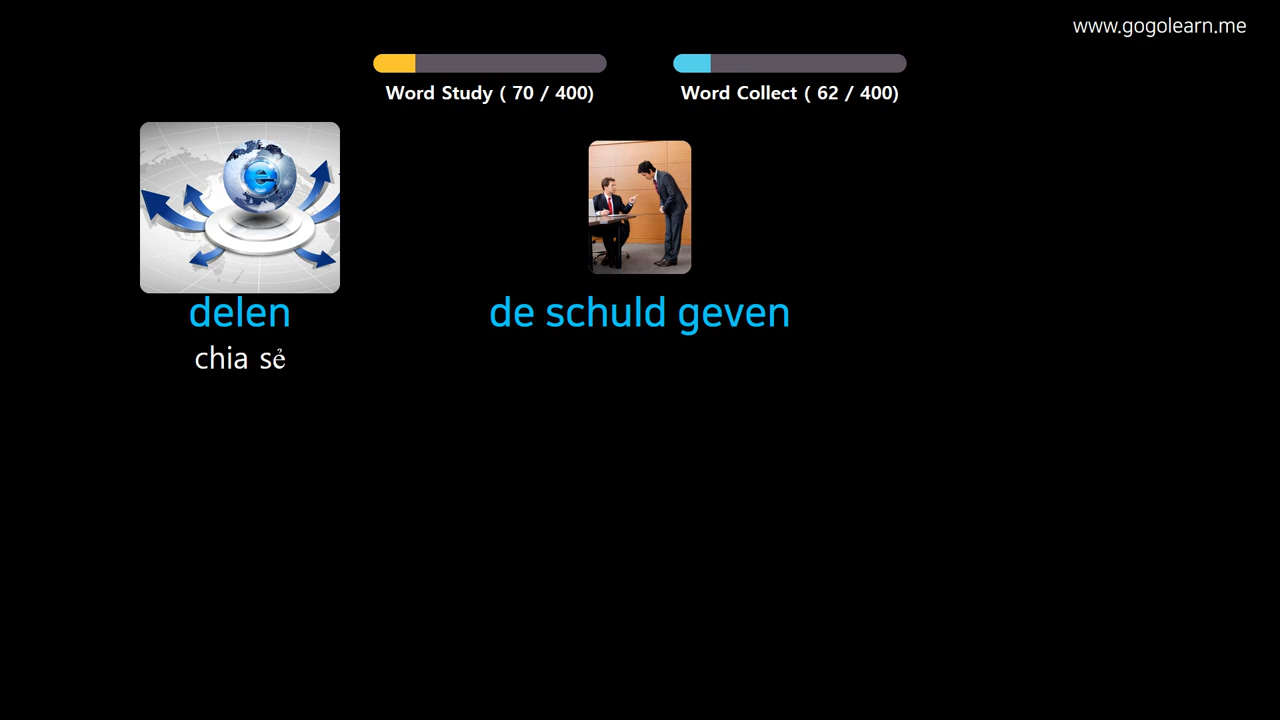 www.gogolearn.me
Word Study ( 70 / 400)
Word Collect ( 62 / 400)
e
delen
de schuld geven
chia sẻ